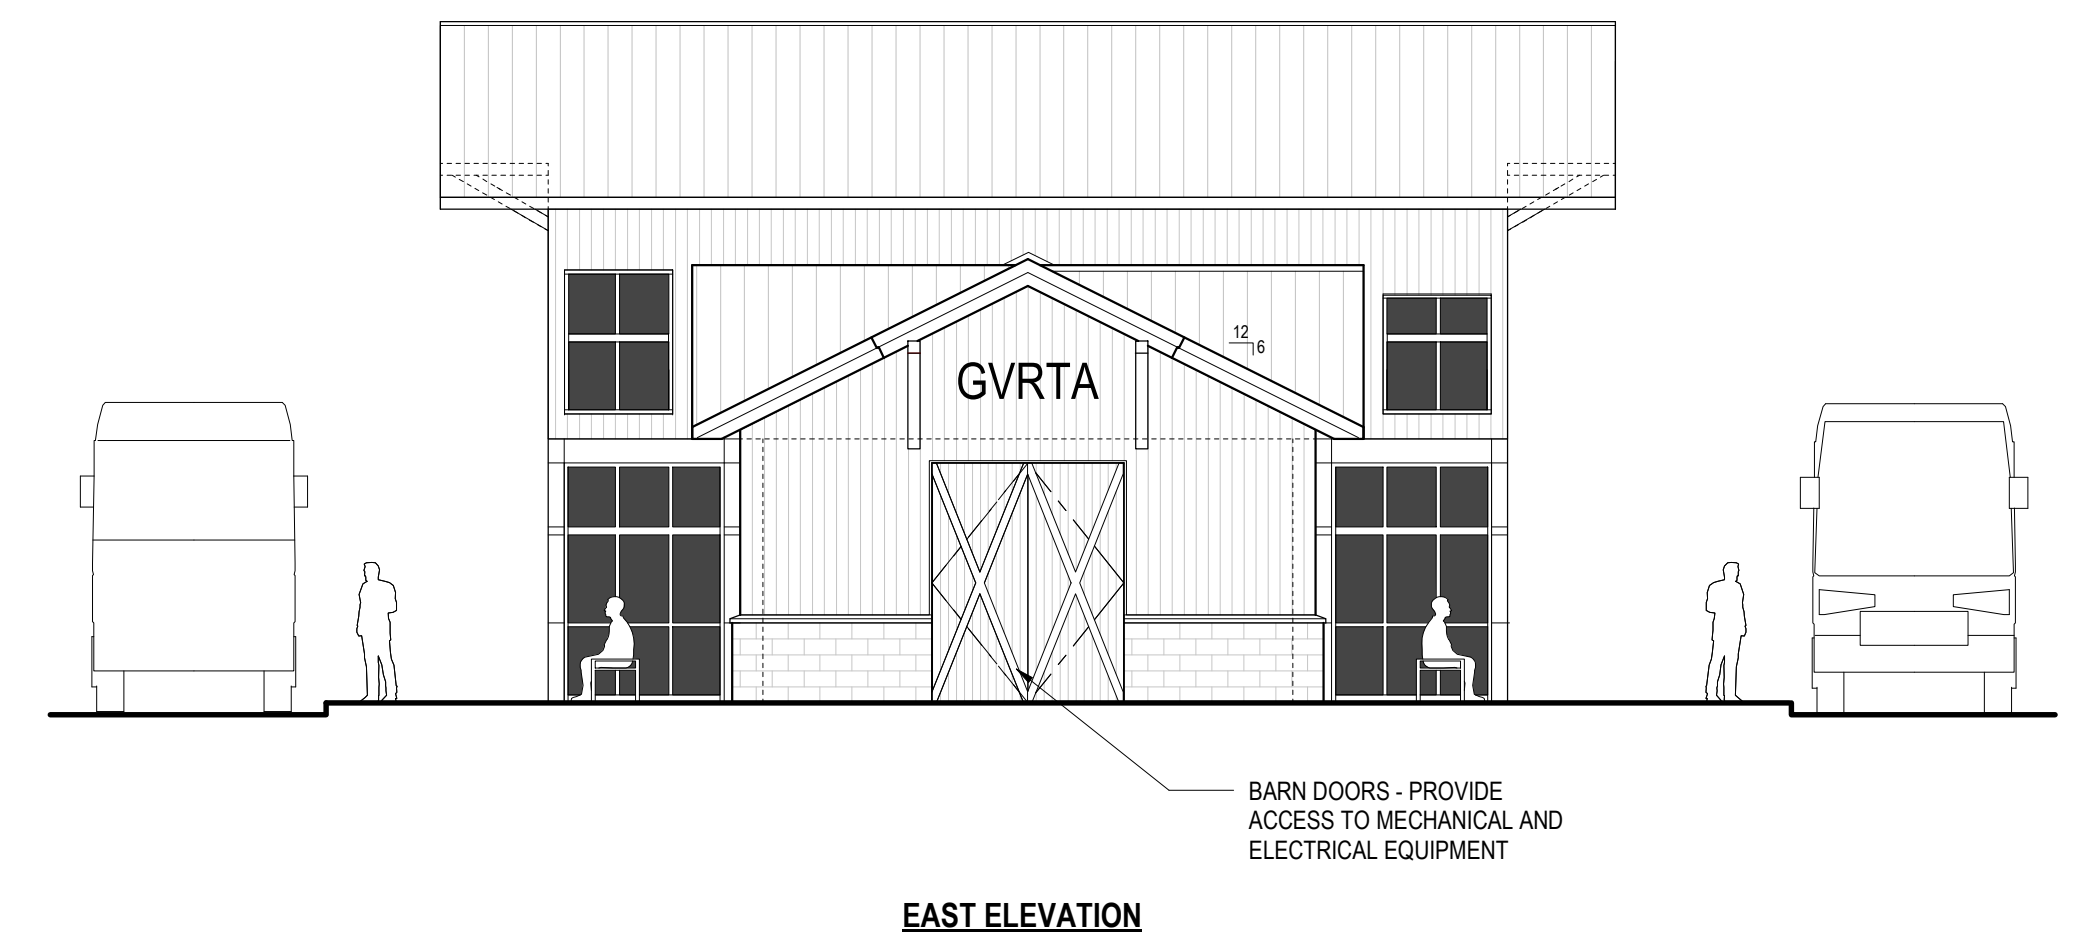 12
6
GVRTA
BARN DOORS - PROVIDE
ACCESS TO MECHANICAL AND
ELECTRICAL EQUIPMENT
EAST ELEVATION